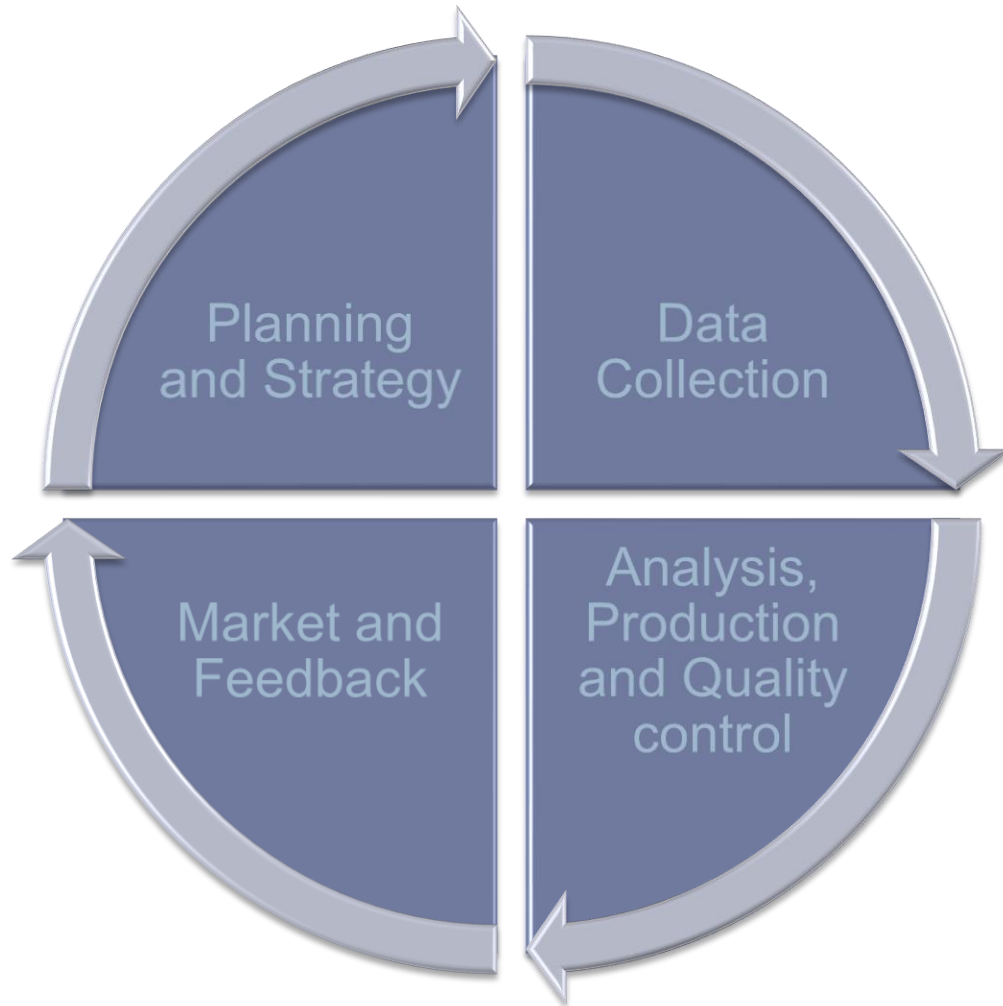 Planning
and Strategy
Data
Collection
Market and
Feedback
Analysis,
Production
and Quality
control